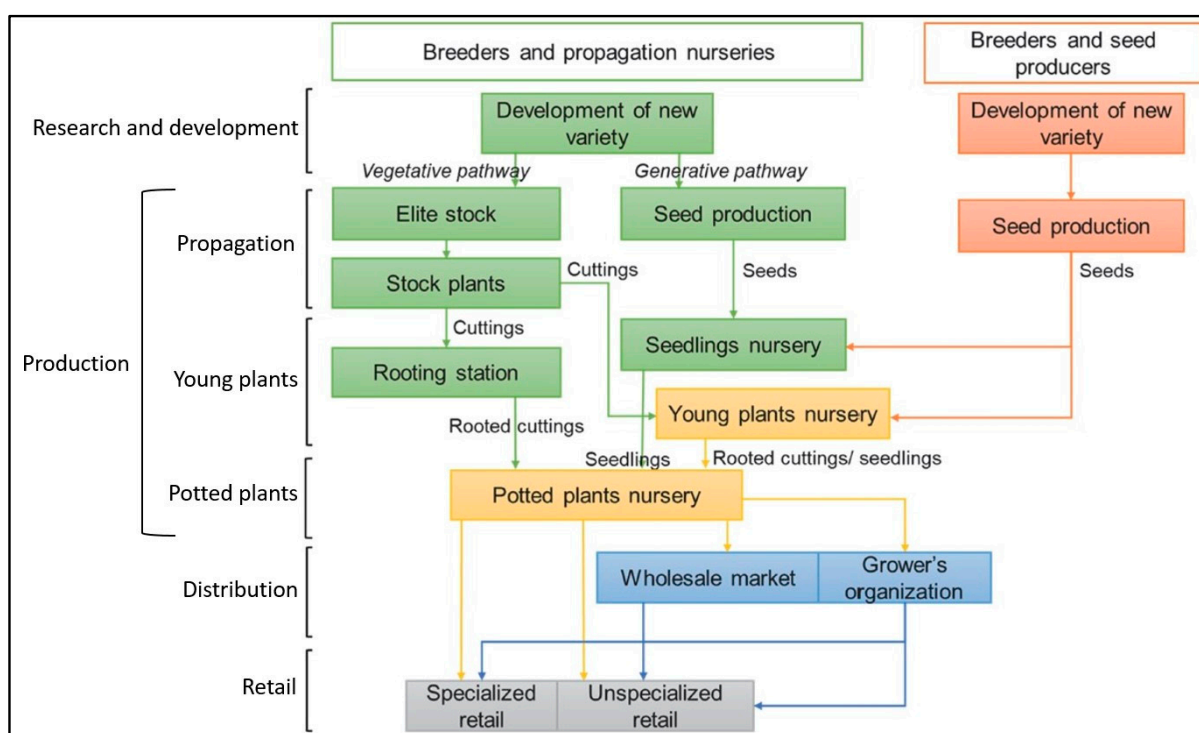 Breeders and propagation nurseries
Breeders and seed
producers
Research and development
Development of new
variety
Development of new
variety
Vegetative pathway
Generative pathway
Production
Propagation
Elite stock
Seed production
Seed production
Stock plants
Cuttings
Seeds
Seeds
Cuttings
Young plants
Seedlings nursery
Rooting station
Young plants nursery
Rooted cuttings
Seedlings
Rooted cuttings/ seedlings
Potted plants
Potted plants nursery
Distribution
Wholesale market
Grower's
organization
Retail
Specialized
retail
Unspecialized
retail